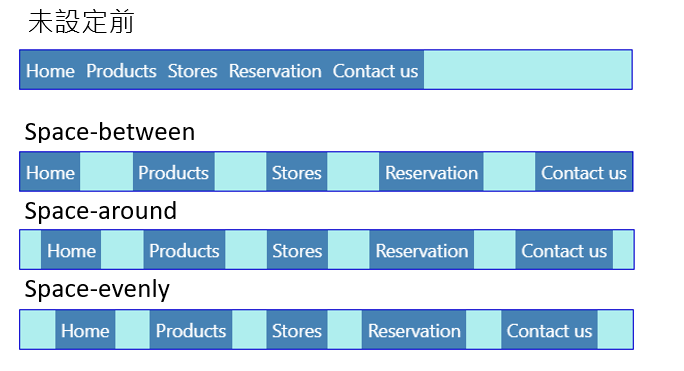 未設定前
Home Products Stores Reservation Contact us
Space-between
Home Products Stores Reservation Contact us
Space-around
Home Products Stores Reservation Contact us
Space-evenly
Home Products Stores Reservation Contact us